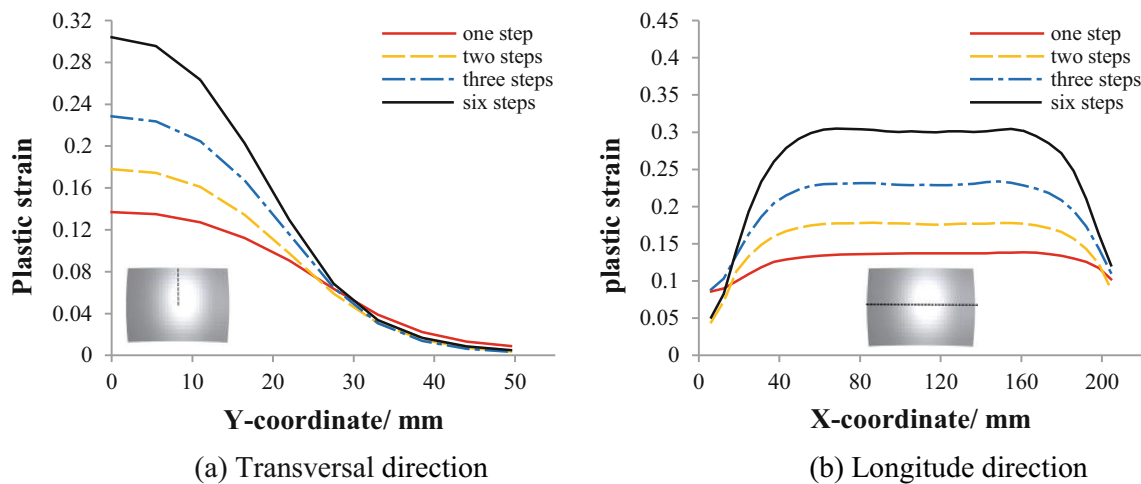 0.32
0.28
0.24
0.2
0.16
0.12
0.08
0.04
0
Plastic strain
0 10 20 30 40 50
Y-coordinate/ mm
one step
two steps
three steps
six steps
(a) Transversal direction
0.45
0.4
0.35
0.3
0.25
0.2
0.15
0.1
0.05
0
plastic strain
0 40 80 120 160 200
X-coordinate/ mm
one step
two steps
three steps
six steps
(b) Longitude direction